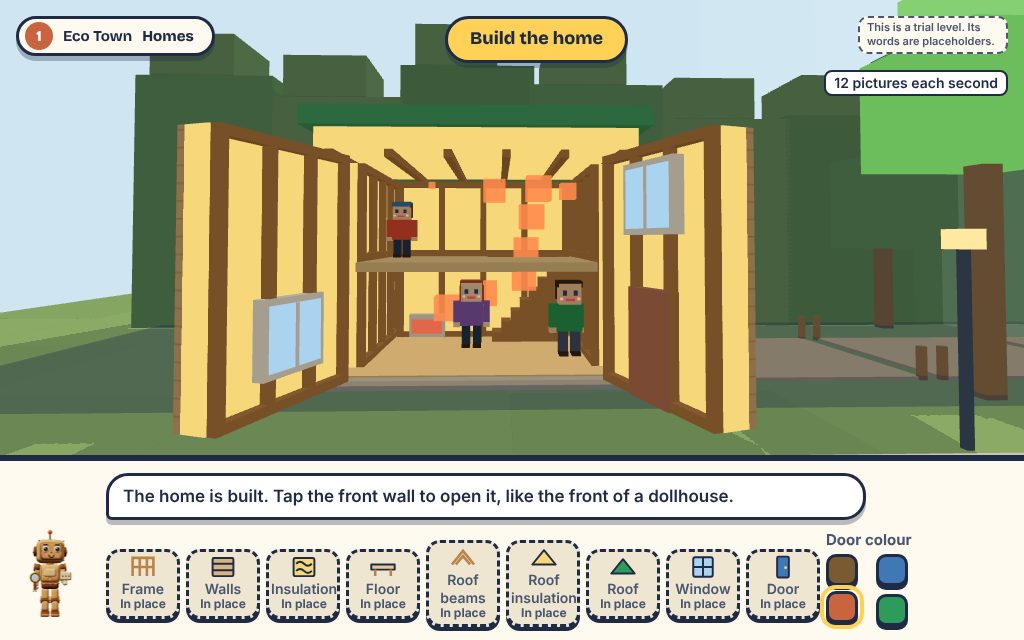 1 Eco Town Homes
Build the home
This is a trial level. Its
words are placeholders.
12 pictures each second
The home is built. Tap the front wall to open it, like the front of a dollhouse.
Door colour
Frame
In place
Walls
In place
Insulation
In place
Floor
In place
Roof
beams
In place
Roof
insulation
In place
Roof
In place
Window
In place
Door
In place